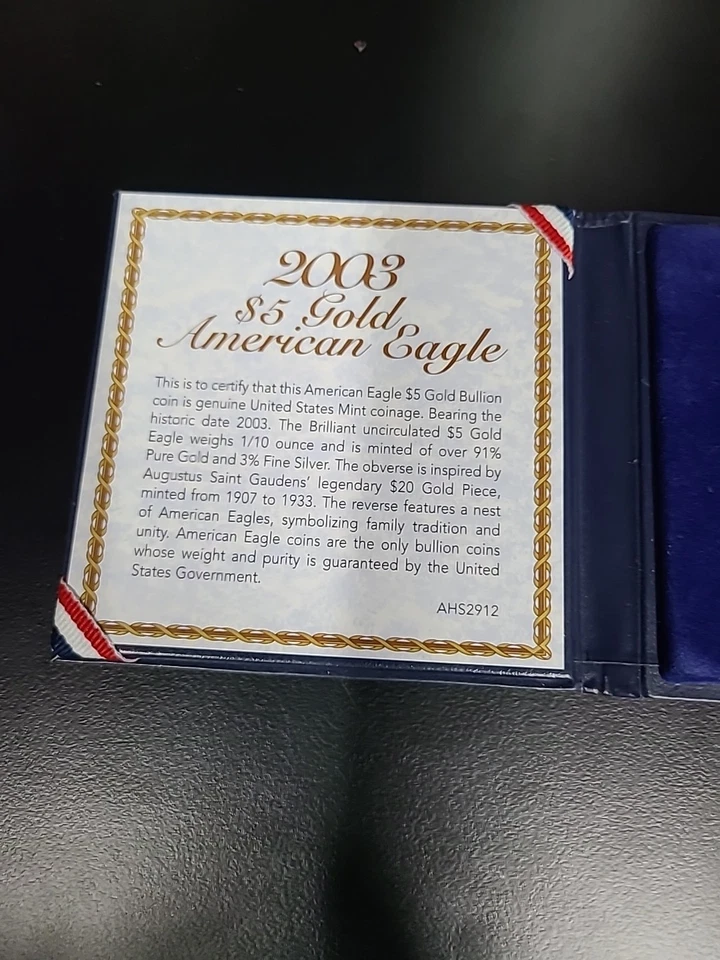 2003
$5 Gold
American Eagle
This is to certify that this American Eagle $5 Gold Bullion
coin is genuine United States Mint coinage. Bearing the
historic date 2003. The Brilliant uncirculated $5 Gold
Eagle weighs 1/10 ounce and is minted of over 91%
Pure Gold and 3% Fine Silver. The obverse is inspired by
Augustus Saint Gaudens' legendary $20 Gold Piece,
minted from 1907 to 1933. The reverse features a nest
of American Eagles, symbolizing family tradition and
unity. American Eagle coins are the only bullion coins
whose weight and purity is guaranteed by the United
States Government.
AHS2912